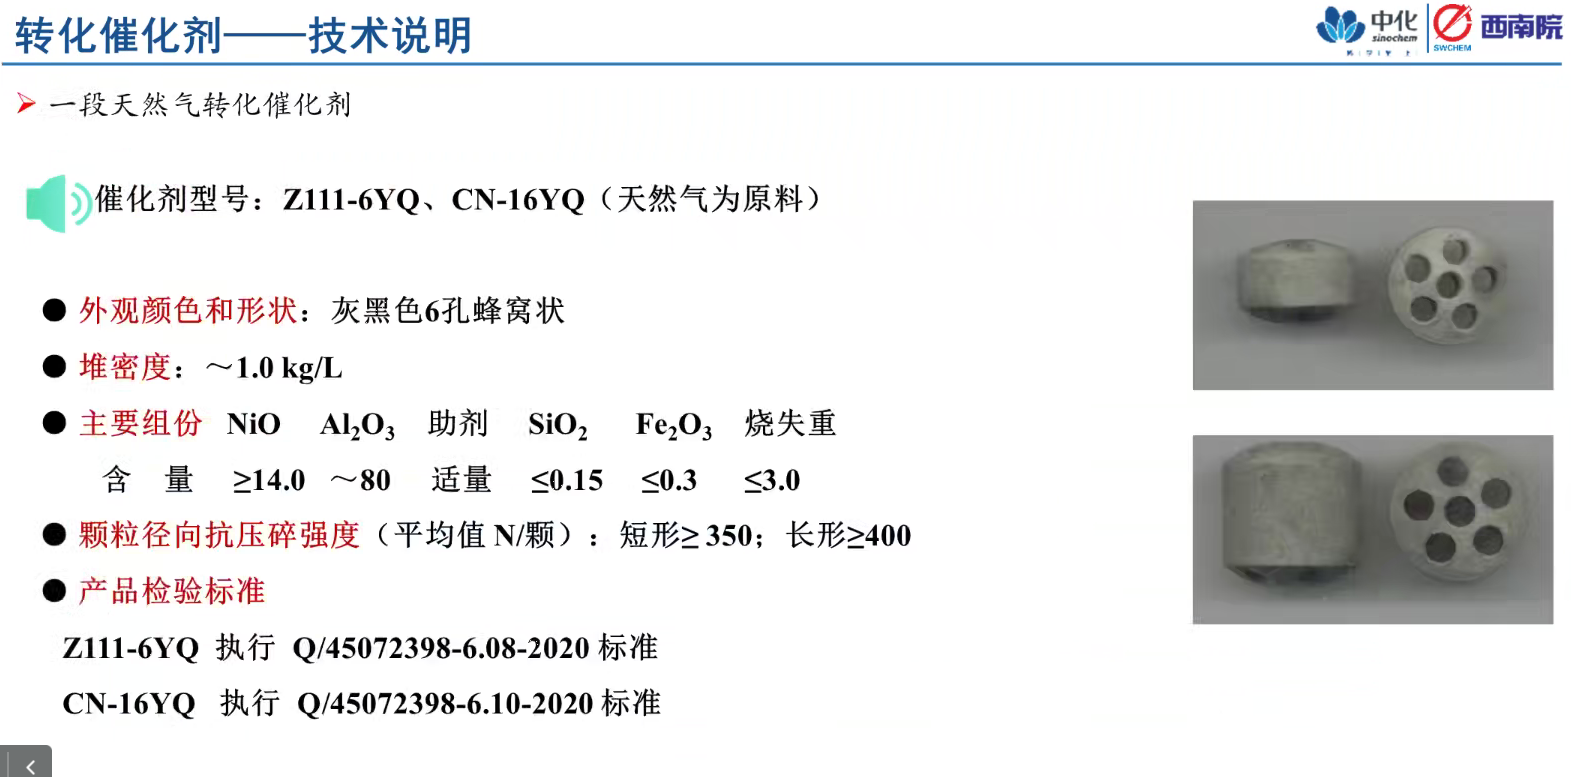 转化催化剂——技术说明
中化 sinochem SWCHEM 西南院
一段天然气转化催化剂
催化剂型号：Z111-6YQ、CN-16YQ（天然气为原料）
● 外观颜色和形状：灰黑色6孔蜂窝状
● 堆密度：～1.0 kg/L
● 主要组份 NiO Al₂O₃ 助剂 SiO₂ Fe₂O₃ 烧失重
含 量 ≥14.0 ～80 适量 ≤0.15 ≤0.3 ≤3.0
● 颗粒径向抗压碎强度（平均值 N/颗）：短形≥ 350；长形≥400
● 产品检验标准
Z111-6YQ 执行 Q/45072398-6.08-2020 标准
CN-16YQ 执行 Q/45072398-6.10-2020 标准